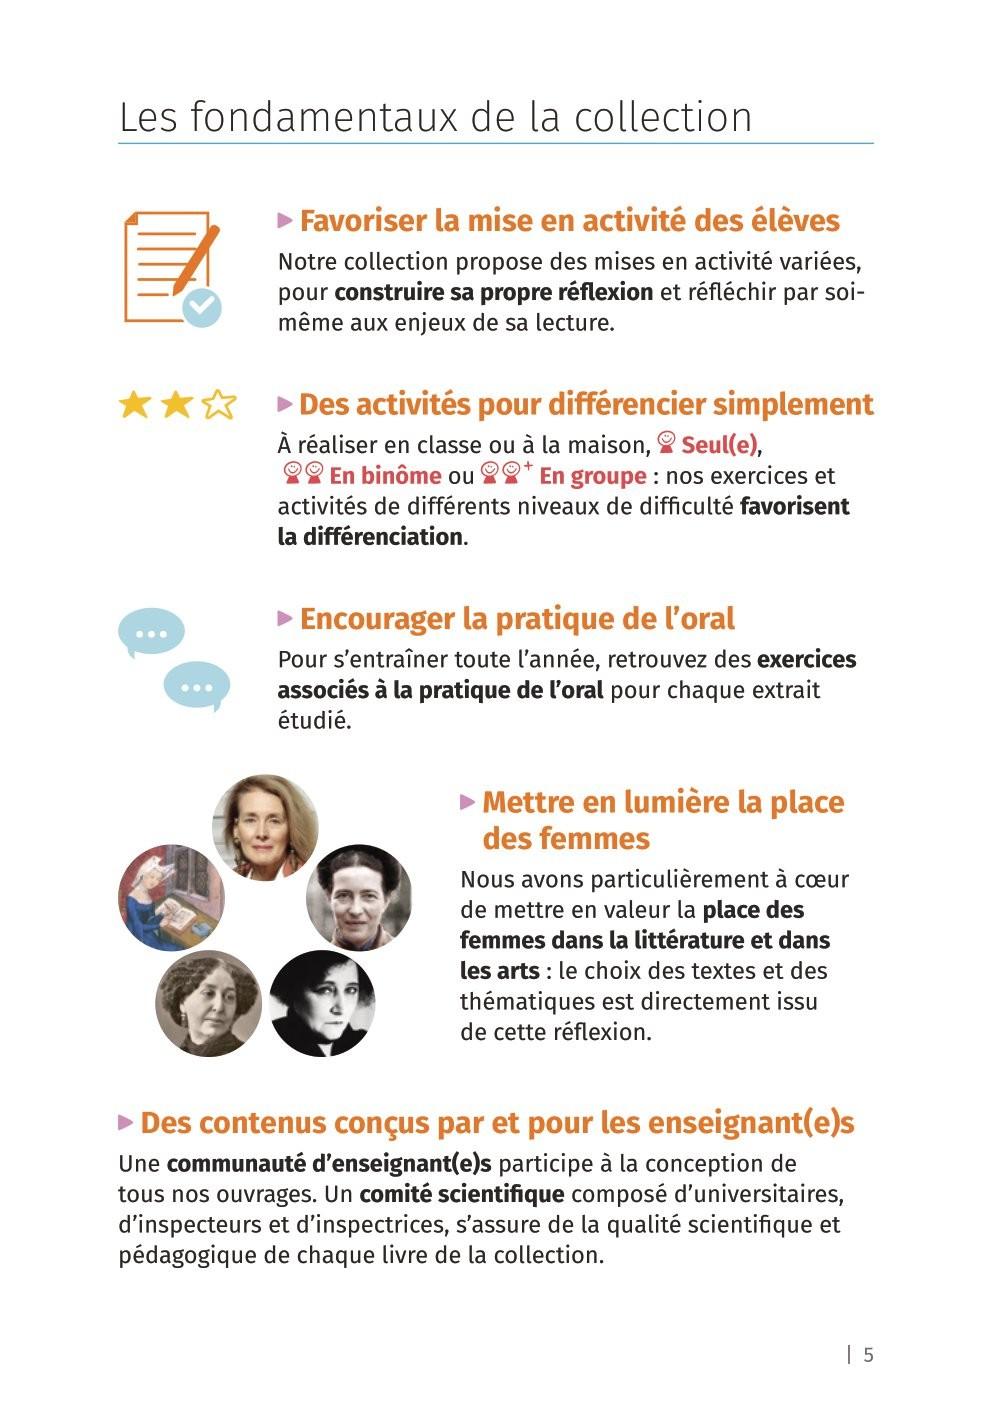 Les fondamentaux de la collection
Favoriser la mise en activité des élèves
Notre collection propose des mises en activité variées,
pour construire sa propre réflexion et réfléchir par soi-
même aux enjeux de sa lecture.
Des activités pour différencier simplement
À réaliser en classe ou à la maison, Seul(e),
En binôme ou + En groupe : nos exercices et
activités de différents niveaux de difficulté favorisent
la différenciation.
Encourager la pratique de l’oral
Pour s’entraîner toute l’année, retrouvez des exercices
associés à la pratique de l’oral pour chaque extrait
étudié.
Mettre en lumière la place
des femmes
Nous avons particulièrement à cœur
de mettre en valeur la place des
femmes dans la littérature et dans
les arts : le choix des textes et des
thématiques est directement issu
de cette réflexion.
Des contenus conçus par et pour les enseignant(e)s
Une communauté d’enseignant(e)s participe à la conception de
tous nos ouvrages. Un comité scientifique composé d’universitaires,
d’inspecteurs et d’inspectrices, s’assure de la qualité scientifique et
pédagogique de chaque livre de la collection.
| 5